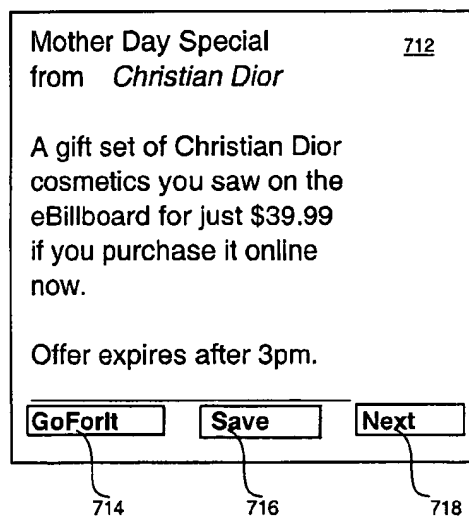 Mother Day Special 712
from Christian Dior
A gift set of Christian Dior
cosmetics you saw on the
eBillboard for just $39.99
if you purchase it online
now.
Offer expires after 3pm.
GoForIt Save Next
714 716 718